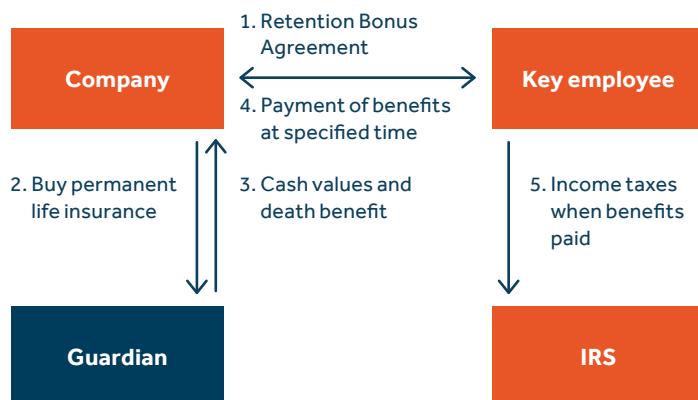 Company
1. Retention Bonus
Agreement
4. Payment of benefits
at specified time
Key employee
2. Buy permanent
life insurance
3. Cash values and
death benefit
5. Income taxes
when benefits
paid
Guardian
IRS